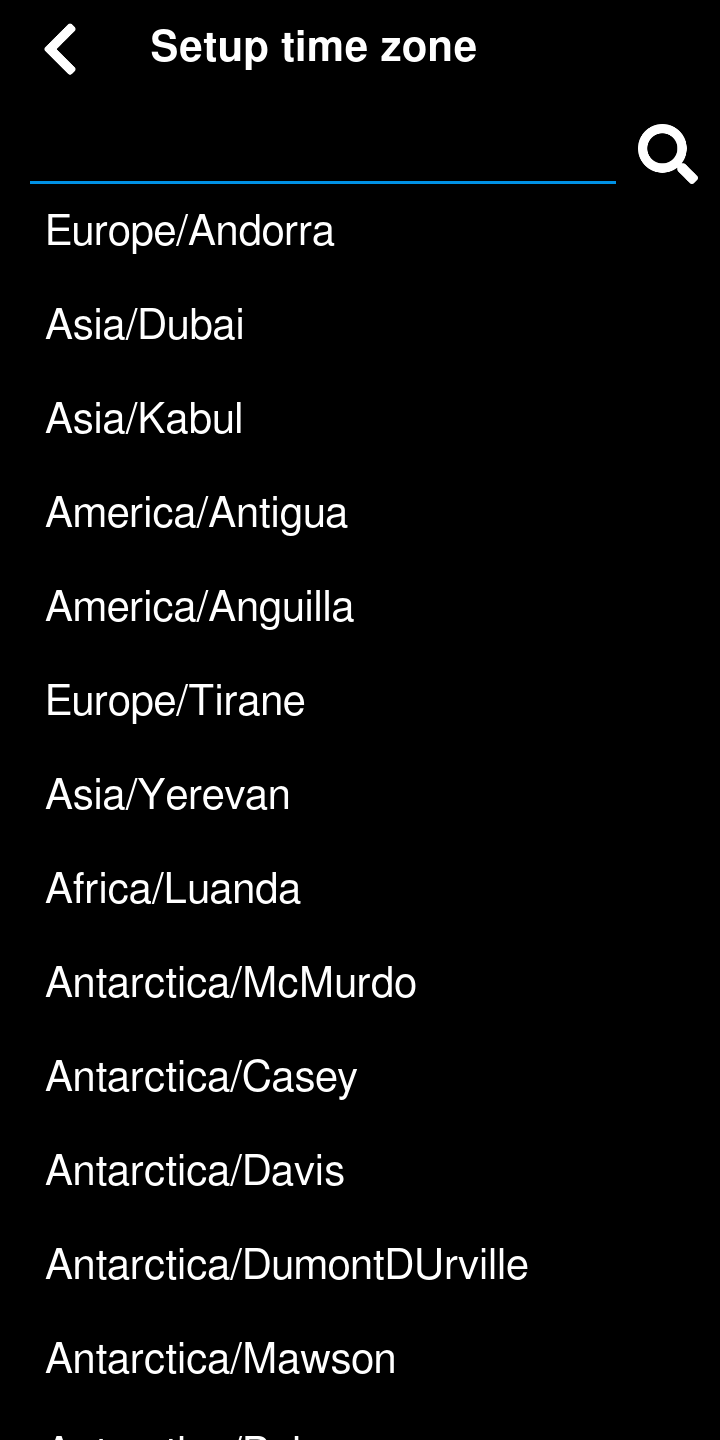 Setup time zone
Europe/Andorra
Asia/Dubai
Asia/Kabul
America/Antigua
America/Anguilla
Europe/Tirane
Asia/Yerevan
Africa/Luanda
Antarctica/McMurdo
Antarctica/Casey
Antarctica/Davis
Antarctica/DumontDUrville
Antarctica/Mawson